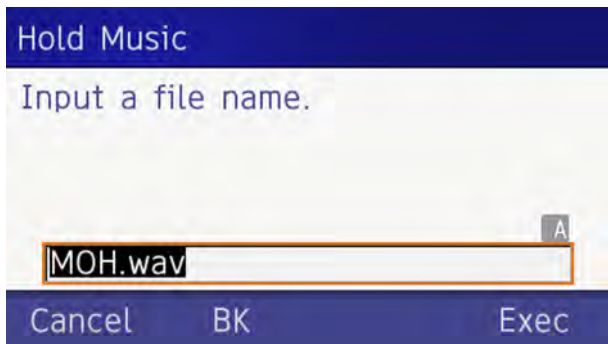 Hold Music
Input a file name.
A
MOH.wav
Cancel BK Exec